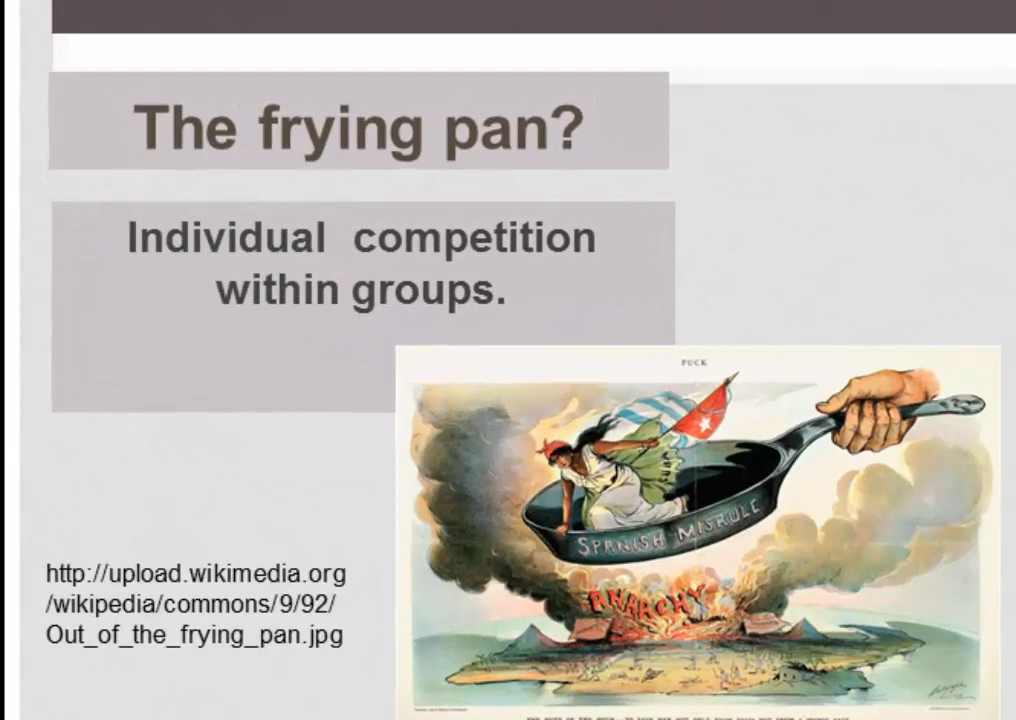 The frying pan?
Individual competition
within groups.
PUCK
CUBA
SPANISH MISRULE
ANARCHY
http://upload.wikimedia.org
/wikipedia/commons/9/92/
Out_of_the_frying_pan.jpg